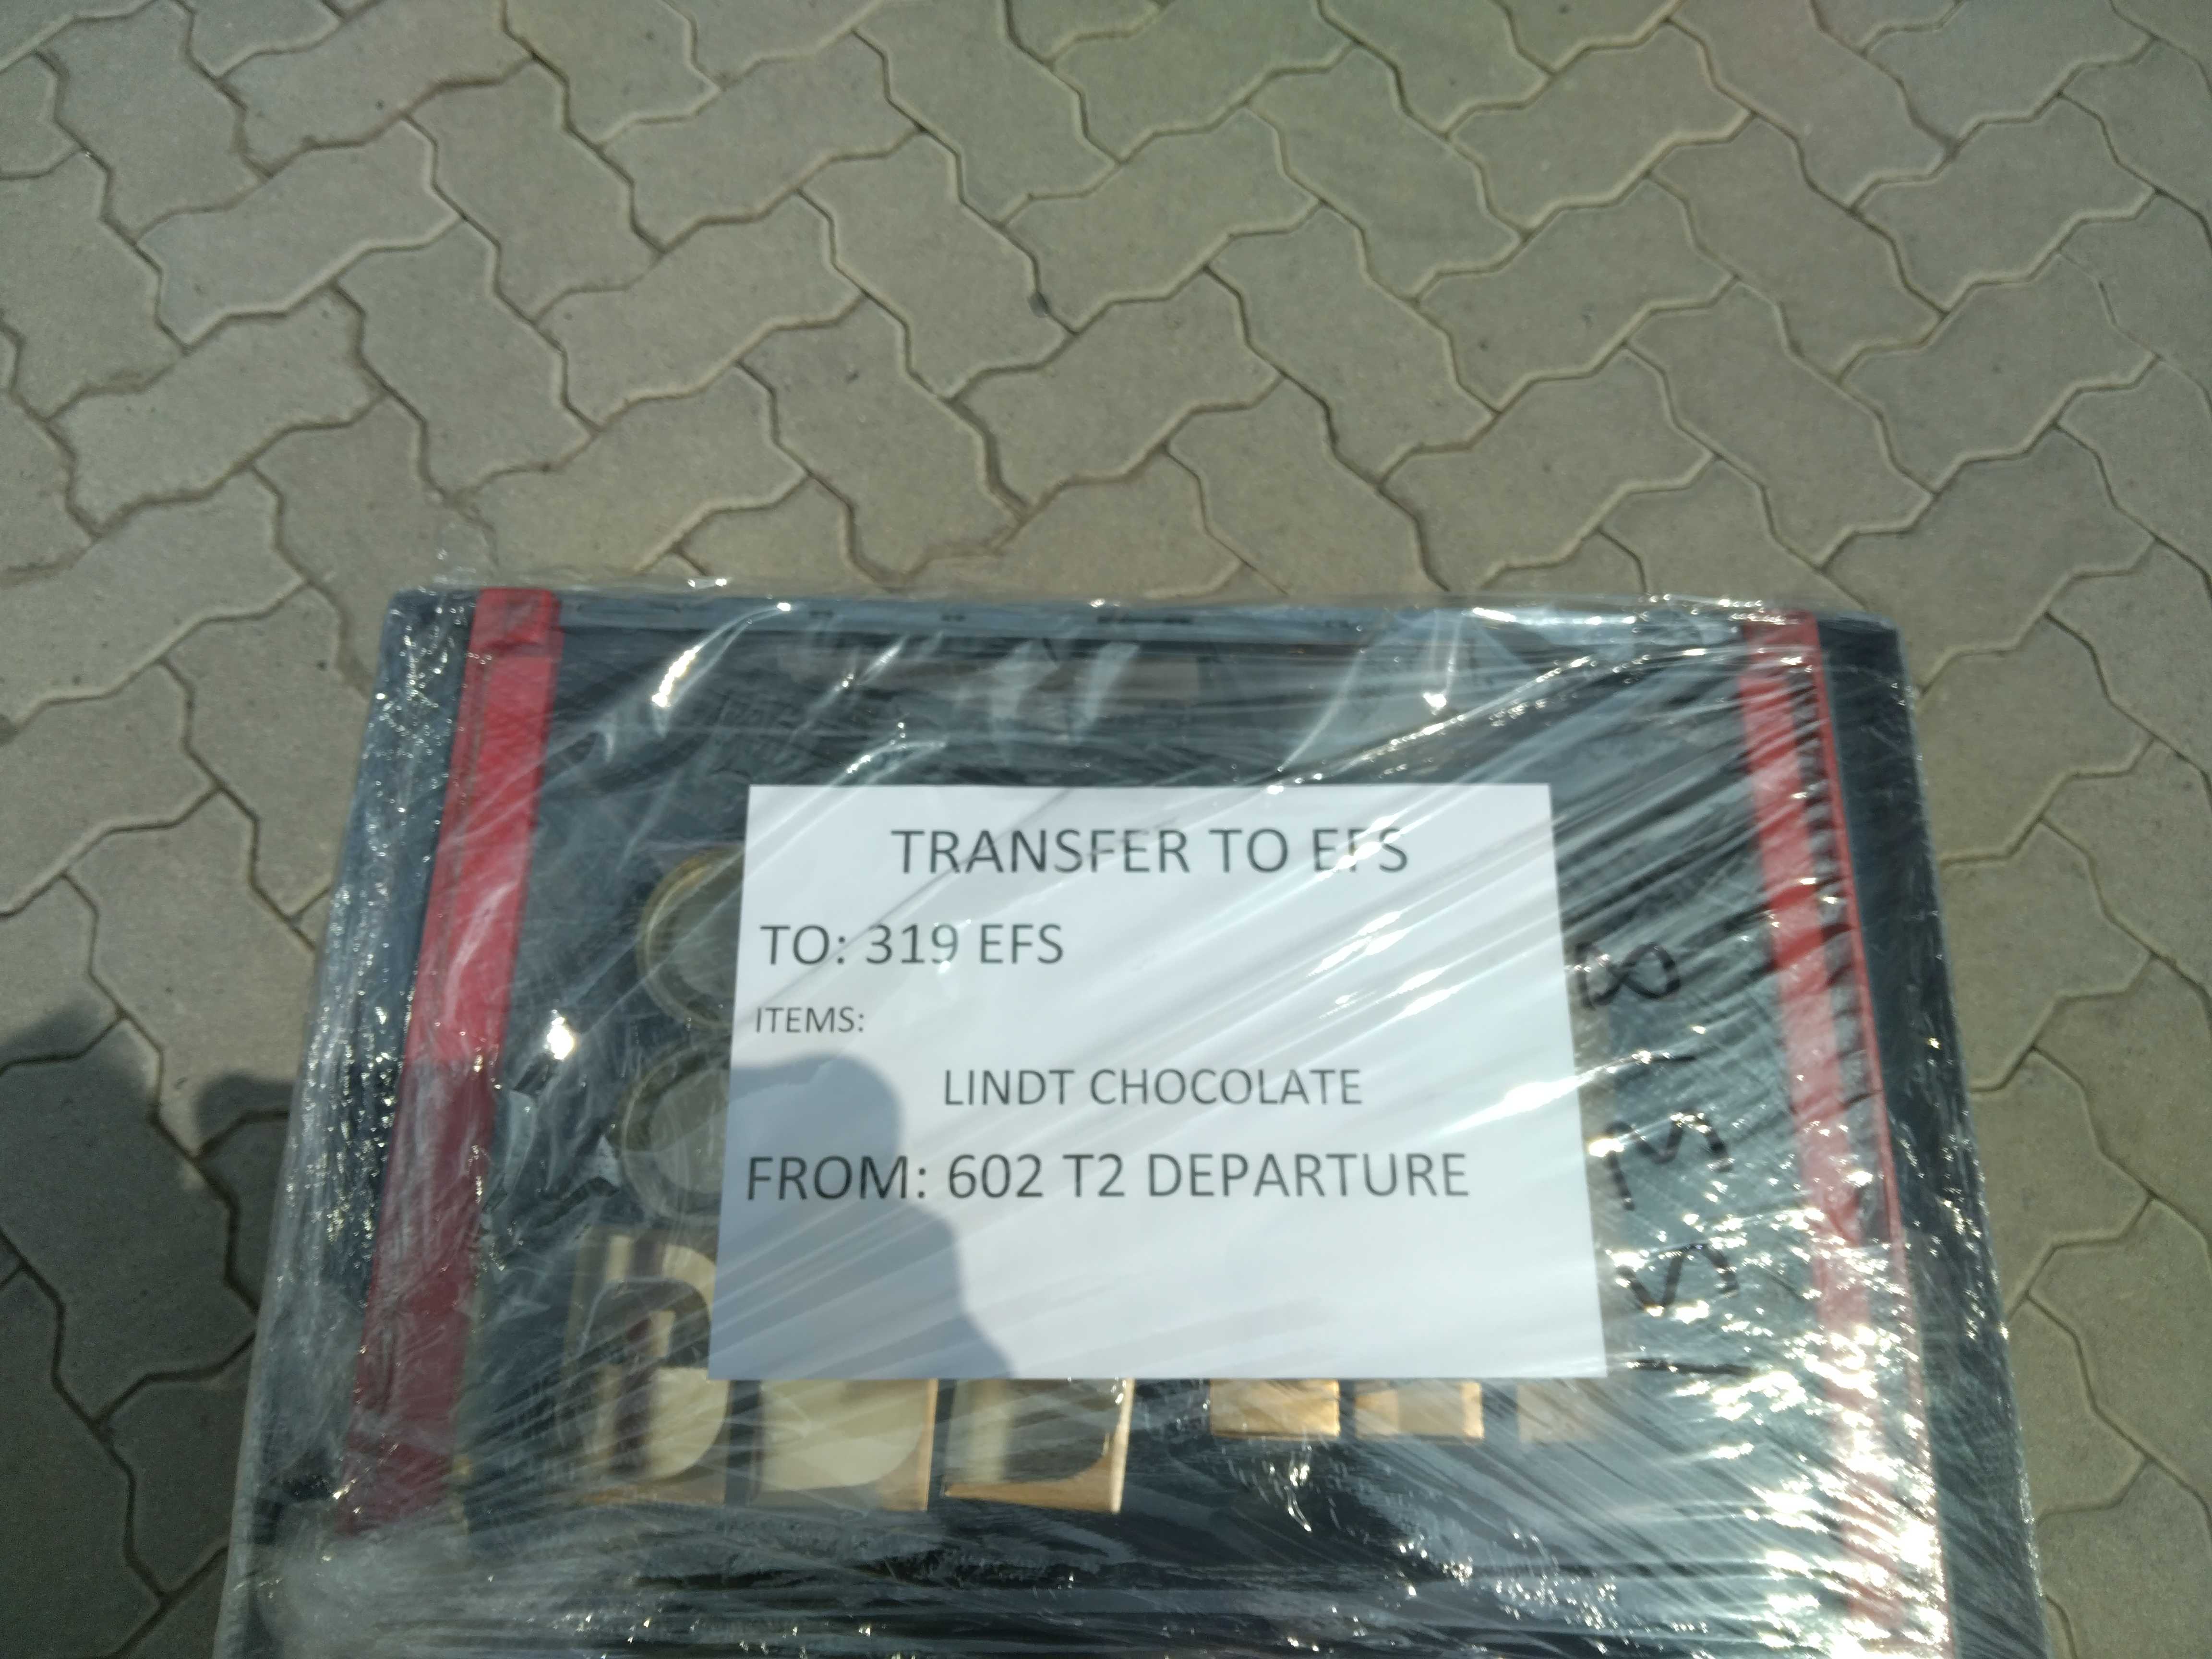 TRANSFER TO EFS
TO: 319 EFS
ITEMS:
LINDT CHOCOLATE
FROM: 602 T2 DEPARTURE